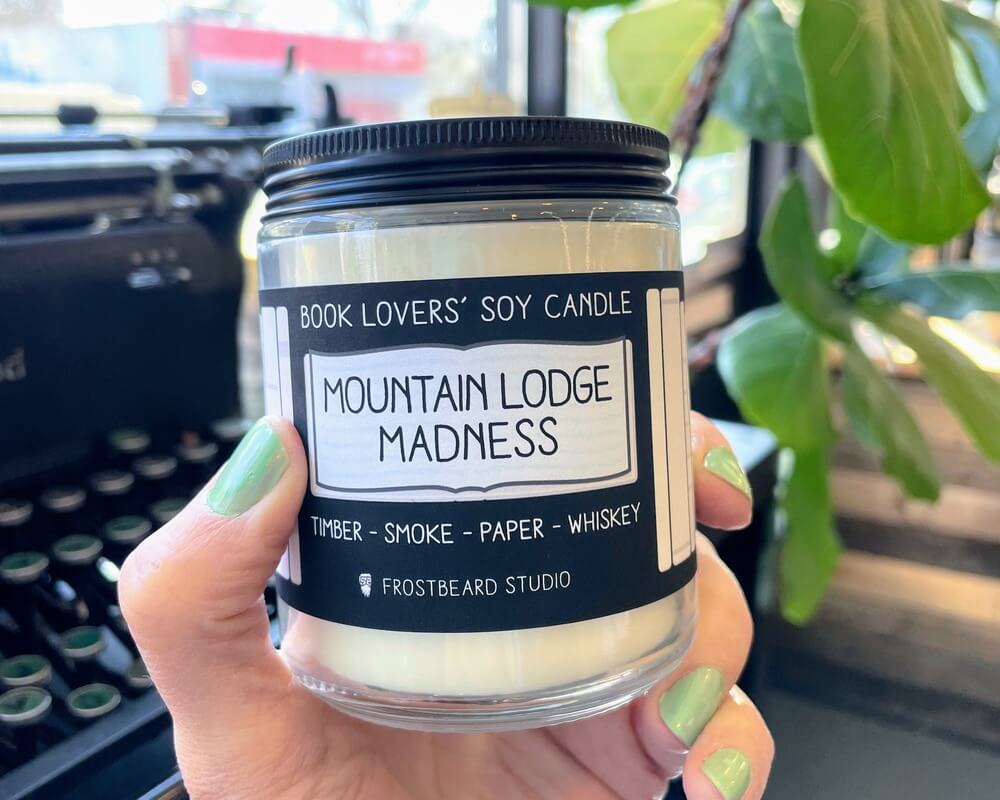 BOOK LOVERS' SOY CANDLE
MOUNTAIN LODGE
MADNESS
TIMBER - SMOKE - PAPER - WHISKEY
FROSTBEARD STUDIO